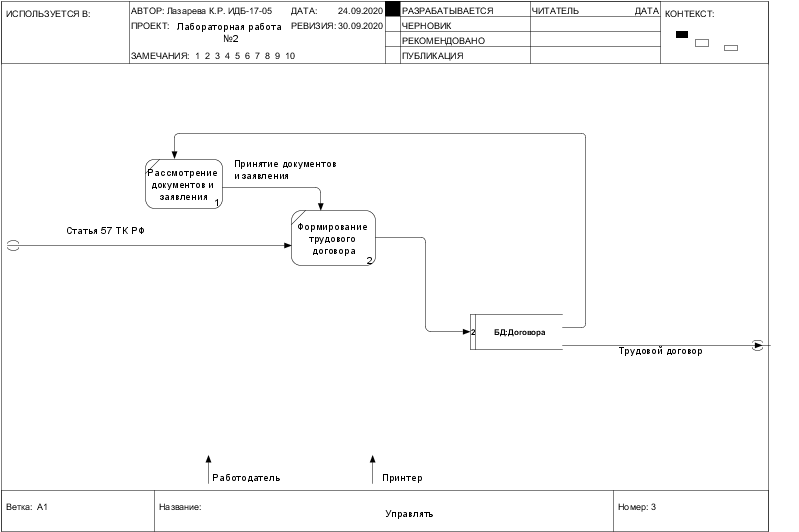 ИСПОЛЬЗУЕТСЯ В:
АВТОР: Лазарева К.Р. ИДБ-17-05
ДАТА: 24.09.2020
ПРОЕКТ: Лабораторная работа
№2
РЕВИЗИЯ: 30.09.2020
ЗАМЕЧАНИЯ: 1 2 3 4 5 6 7 8 9 10
РАЗРАБАТЫВАЕТСЯ
ЧЕРНОВИК
РЕКОМЕНДОВАНО
ПУБЛИКАЦИЯ
ЧИТАТЕЛЬ ДАТА
КОНТЕКСТ:
Рассмотрение
документов и
заявления
1
Принятие документов
и заявления
Статья 57 ТК РФ
Формирование
трудового
договора
2
2 БД:Договора
Трудовой договор
Работодатель
Принтер
Ветка: A1
Название:
Управлять
Номер: 3